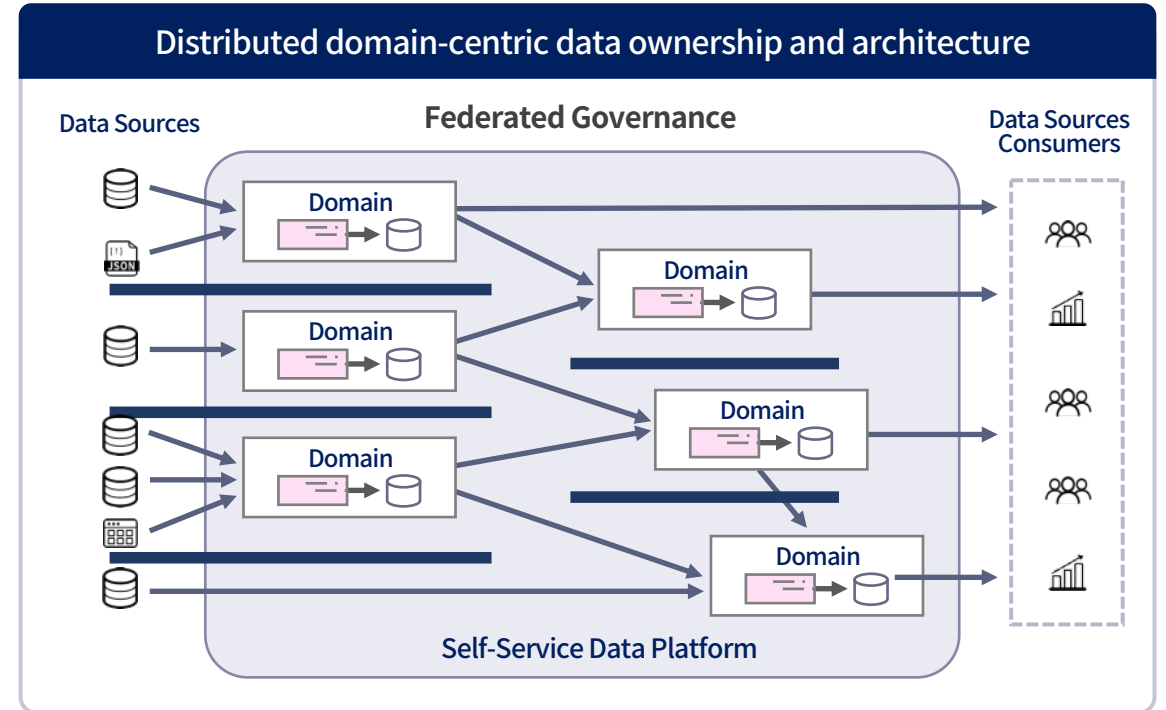 Distributed domain-centric data ownership and architecture
Data Sources
Federated Governance
Data Sources
Consumers
Domain
JSON
Domain
Domain
Domain
Domain
Domain
Self-Service Data Platform